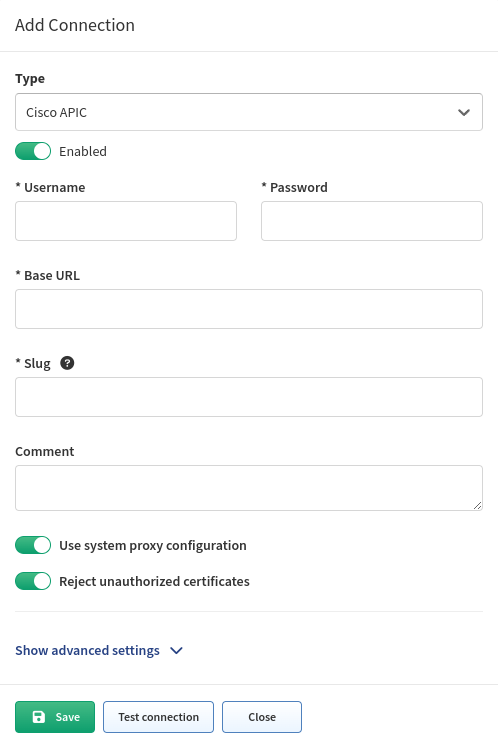 Add Connection
Type
Cisco APIC
Enabled
* Username * Password
* Base URL
* Slug ?
Comment
Use system proxy configuration
Reject unauthorized certificates
Show advanced settings
Save Test connection Close